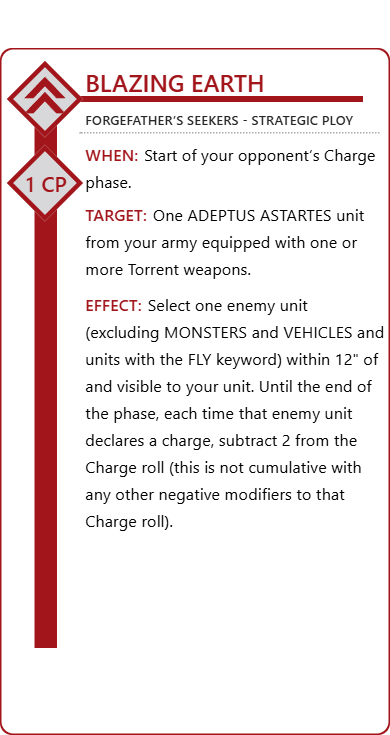 BLAZING EARTH
FORGEFATHER’S SEEKERS - STRATEGIC PLOY
1 CP
WHEN: Start of your opponent’s Charge
phase.
TARGET: One ADEPTUS ASTARTES unit
from your army equipped with one or
more Torrent weapons.
EFFECT: Select one enemy unit
(excluding MONSTERS and VEHICLES and
units with the FLY keyword) within 12" of
and visible to your unit. Until the end of
the phase, each time that enemy unit
declares a charge, subtract 2 from the
Charge roll (this is not cumulative with
any other negative modifiers to that
Charge roll).